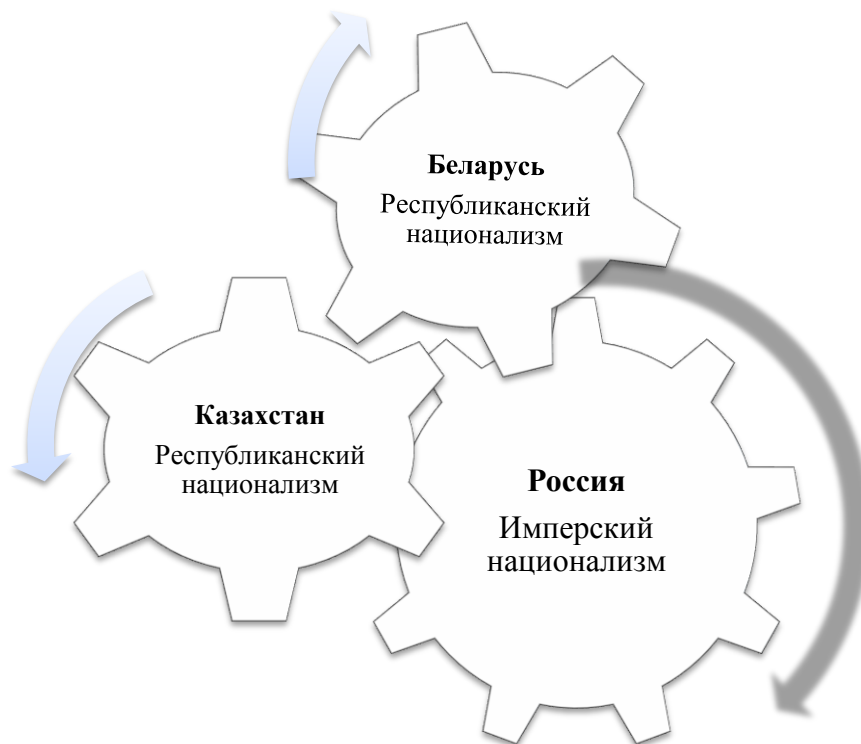 Беларусь
Республиканский
национализм
Казахстан
Республиканский
национализм
Россия
Имперский
национализм